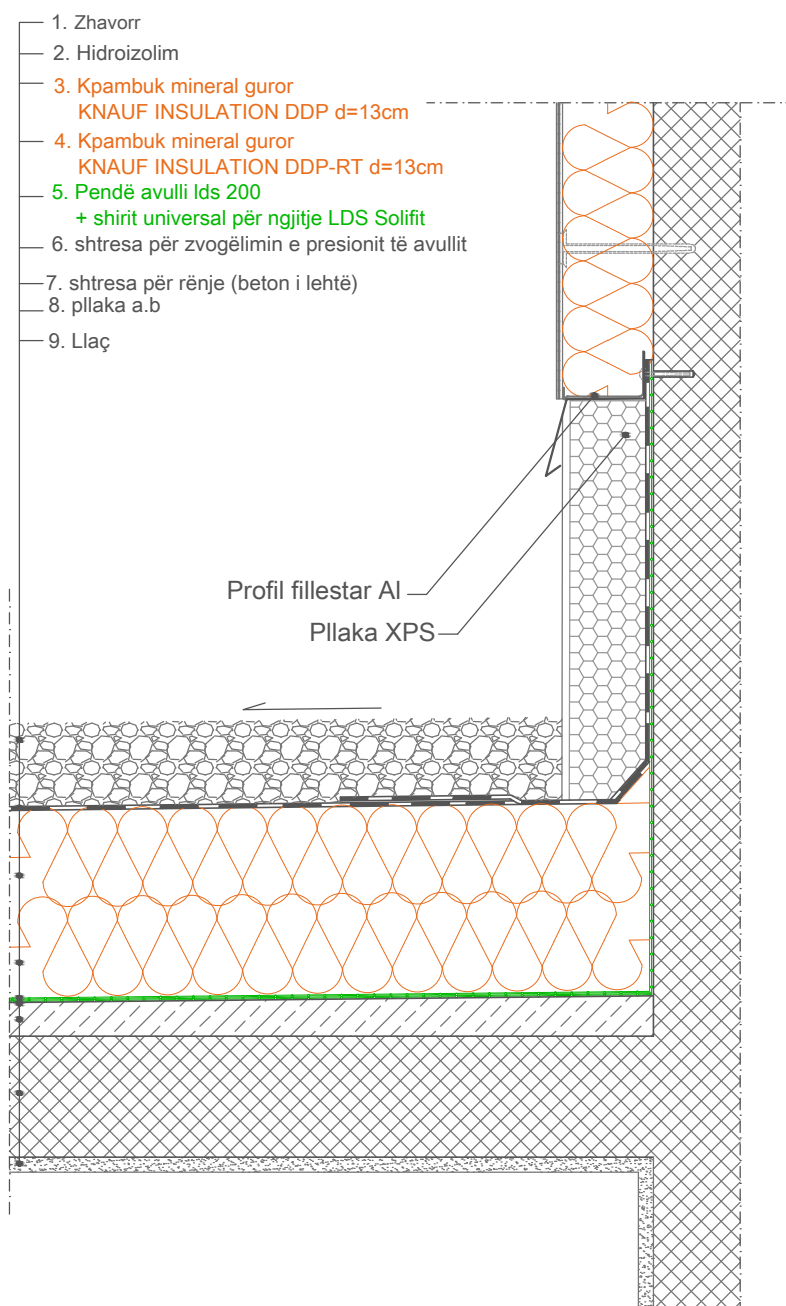 1. Zhavorr
2. Hidroizolim
3. Kpambuk mineral guror
KNAUF INSULATION DDP d=13cm
4. Kpambuk mineral guror
KNAUF INSULATION DDP-RT d=13cm
5. Pendë avulli lds 200
+ shirit universal për ngjitje LDS Solifit
6. shtresa për zvogëlimin e presionit të avullit
7. shtresa për rënje (beton i lehtë)
8. pllaka a.b
9. Llaç
Profil fillestar Al
Pllaka XPS